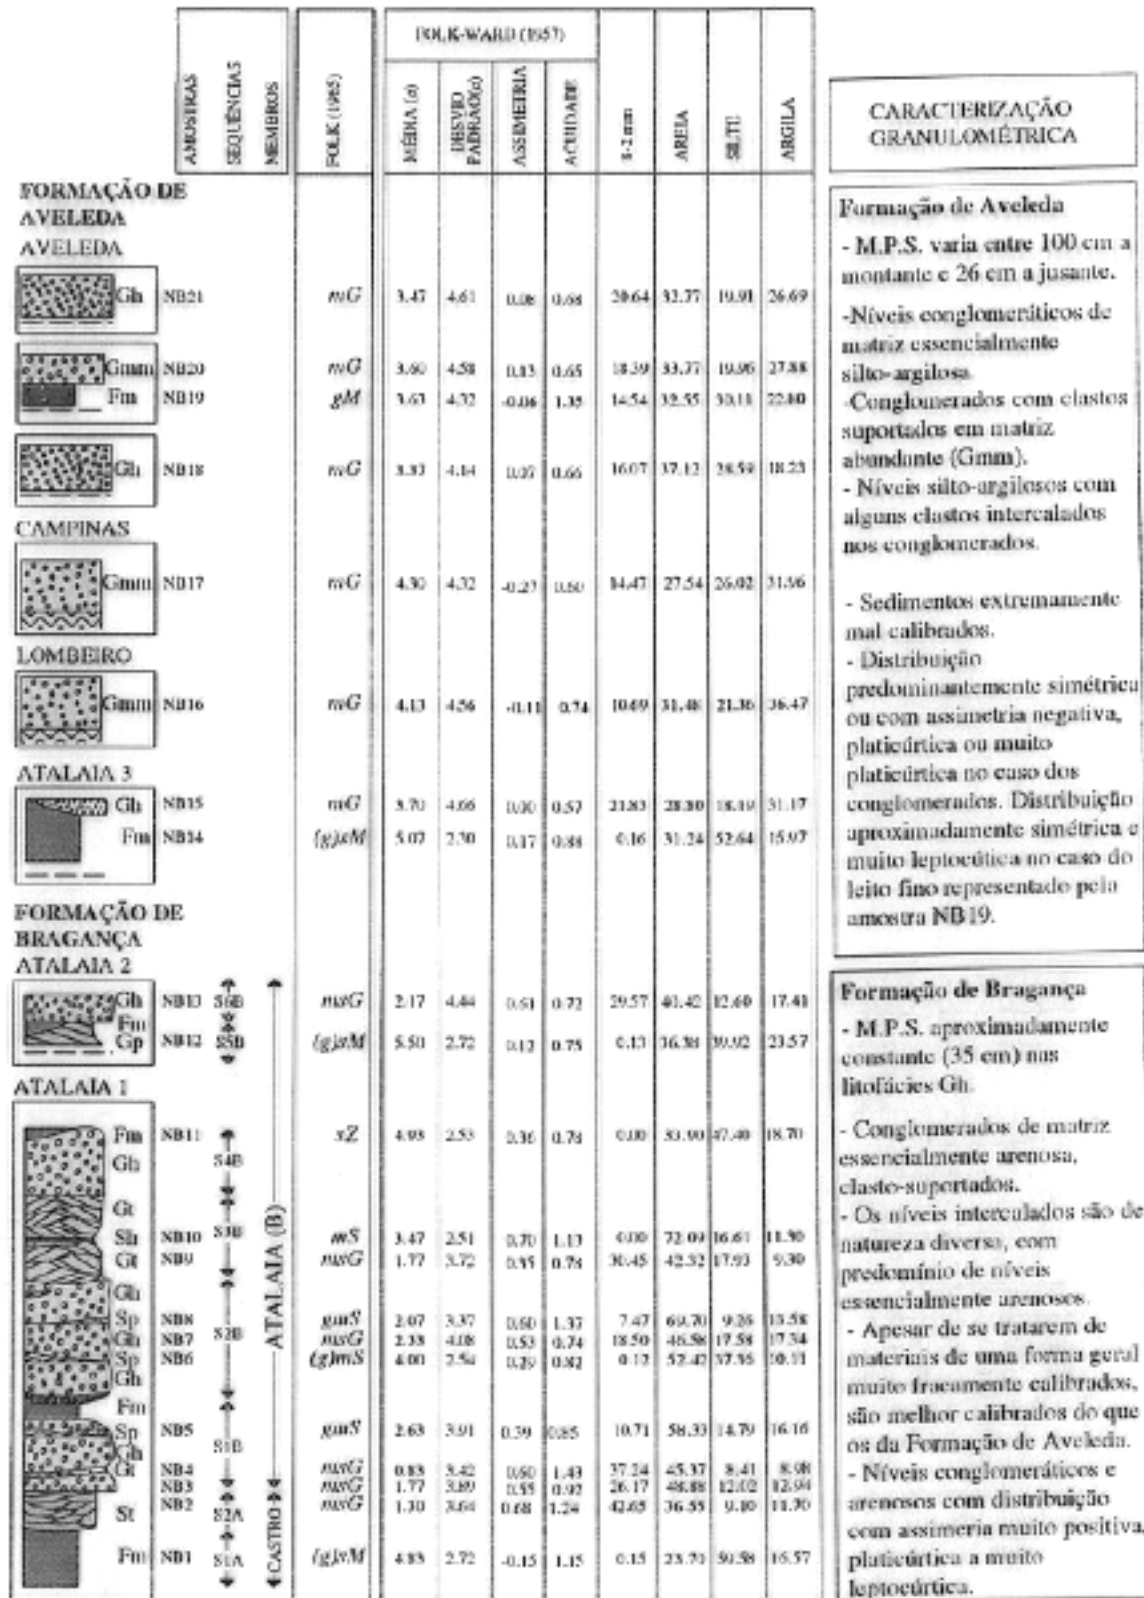 FOLK-WARD (1957)
AMOSTRAS SEQUÊNCIAS MEMBROS FOLK (1965) MÉDIA (ø) DESVIO PADRÃO(ø) ASSIMETRIA ACUIDADE 8-2 mm AREIA SILTE ARGILA
FORMAÇÃO DE
AVELEDA
AVELEDA
Gh NB21 mG 3.47 4.61 0.08 0.68 20.64 32.77 19.91 26.69
Gmm NB20 mG 3.60 4.58 0.13 0.65 18.39 33.77 19.96 27.88
Fm NB19 gM 3.63 4.32 -0.06 1.35 14.54 32.55 30.11 22.80
Gh NB18 mG 4.14 0.07 0.66 16.07 37.12 28.59 18.23
CAMPINAS
Gmm NB17 mG 4.30 4.32 -0.27 0.60 14.47 27.54 26.02 31.96
LOMBEIRO
Gmm NB16 mG 4.13 4.56 -0.11 0.74 10.69 31.48 21.36 36.47
ATALAIA 3
Gh NB15 mG 3.70 4.66 0.00 0.57 21.83 28.80 18.19 31.17
Fm NB14 (g)sM 5.07 2.30 0.17 0.88 0.16 31.24 52.64 15.97
FORMAÇÃO DE
BRAGANÇA
ATALAIA 2
Gh NB13 S6B msG 2.17 4.44 0.61 0.72 29.57 40.42 12.60 17.41
Fm
Gp NB12 S5B (g)sM 5.50 2.72 0.12 0.75 0.13 36.38 39.92 23.57
ATALAIA 1
Fm NB11 sZ 4.93 2.53 0.36 0.78 0.00 33.90 47.40 18.70
Gh S4B
Gt
Sh NB10 S3B mS 3.47 2.51 0.70 1.13 0.00 72.09 16.61 11.30
Gt NB9 msG 1.77 3.72 0.35 0.78 30.45 42.32 17.93 9.30
Gh
Sp NB8 gmS 2.07 3.37 0.60 1.37 7.47 69.70 9.26 13.58
Gh NB7 S2B msG 2.33 4.08 0.53 0.74 18.50 46.58 17.58 17.34
Sp NB6 (g)mS 4.00 2.54 0.29 0.82 0.12 52.42 37.35 10.11
Gh
Fm
Sp NB5 gmS 2.63 3.91 0.39 0.85 10.71 58.33 14.79 16.16
Gh S1B
Gt NB4 msG 0.83 3.42 0.60 1.43 37.24 45.37 8.41 8.98
NB3 msG 1.77 3.89 0.55 0.92 26.17 48.88 12.02 12.94
St NB2 S2A msG 1.30 3.64 0.68 1.24 42.65 36.55 9.10 11.70
Fm NB1 S1A (g)sM 4.83 2.72 -0.15 1.15 0.15 23.70 59.58 16.57
ATALAIA (B)
CASTRO
CARACTERIZAÇÃO
GRANULOMÉTRICA
Formação de Aveleda
- M.P.S. varia entre 100 cm a
montante e 26 cm a jusante.
-Níveis conglomeráticos de
matriz essencialmente
silto-argilosa.
-Conglomerados com clastos
suportados em matriz
abundante (Gmm).
- Níveis silto-argilosos com
alguns clastos intercalados
nos conglomerados.
- Sedimentos extremamente
mal calibrados.
- Distribuição
predominantemente simétrica
ou com assimetria negativa,
platicúrtica ou muito
platicúrtica no caso dos
conglomerados. Distribuição
aproximadamente simétrica e
muito leptocútica no caso do
leito fino representado pela
amostra NB19.
Formação de Bragança
- M.P.S. aproximadamente
constante (35 cm) nas
litofácies Gh.
- Conglomerados de matriz
essencialmente arenosa,
clasto-suportados.
- Os níveis intercalados são de
natureza diversa, com
predomínio de níveis
essencialmente arenosos.
- Apesar de se tratarem de
materiais de uma forma geral
muito fracamente calibrados,
são melhor calibrados do que
os da Formação de Aveleda.
- Níveis conglomeráticos e
arenosos com distribuição
com assimeria muito positiva,
platicúrtica a muito
leptocúrtica.